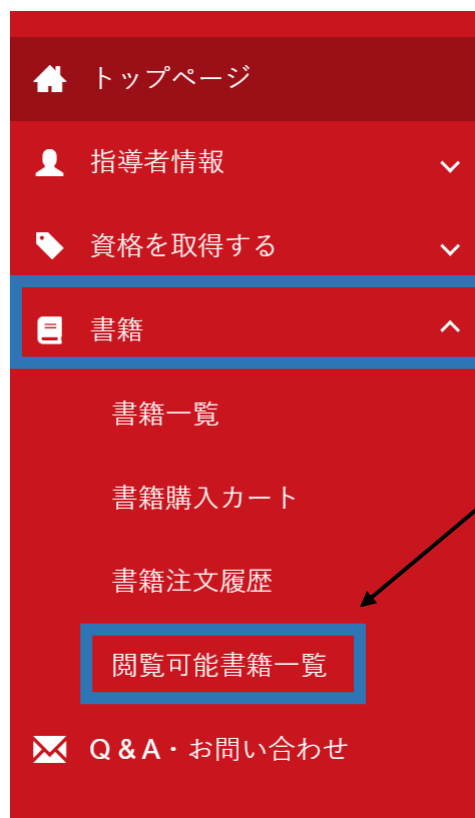 トップページ
指導者情報
資格を取得する
書籍
書籍一覧
書籍購入カート
書籍注文履歴
閲覧可能書籍一覧
Q & A・お問い合わせ